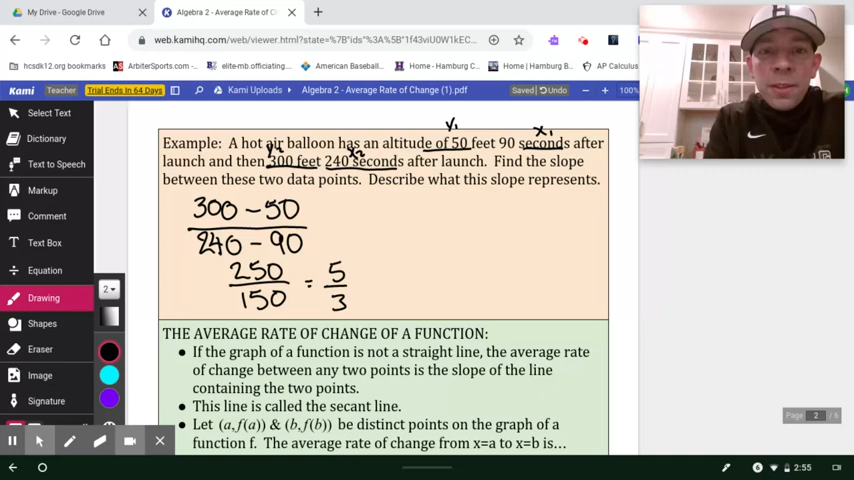 My Drive - Google Drive
Algebra 2 - Average Rate of Ch
web.kamihq.com/web/viewer.html?state=%7B"ids"%3A%5B"1f43viU0W1kEC...
hcsdk12.org bookmarks
ArbiterSports.com
elite-mb.officiating...
American Baseball...
Home - Hamburg C...
Home | Hamburg B...
AP Calculus
Kami
Trial Ends In 64 Days
Kami Uploads
Algebra 2 - Average Rate of Change (1).pdf
Saved
Undo
100%
Select Text
Dictionary
Text to Speech
Markup
Comment
Text Box
Equation
Drawing
2
Shapes
Eraser
Image
Signature
y₁ x₁
Example: A hot air balloon has an altitude of 50 feet 90 seconds after
y₂ x₂
launch and then 300 feet 240 seconds after launch. Find the slope
between these two data points. Describe what this slope represents.
300 - 50
240 - 90
250 = 5
150 3
THE AVERAGE RATE OF CHANGE OF A FUNCTION:
• If the graph of a function is not a straight line, the average rate
of change between any two points is the slope of the line
containing the two points.
• This line is called the secant line.
• Let (a, f(a)) & (b, f(b)) be distinct points on the graph of a
function f. The average rate of change from x=a to x=b is...
Page 2 / 6
6
2:55